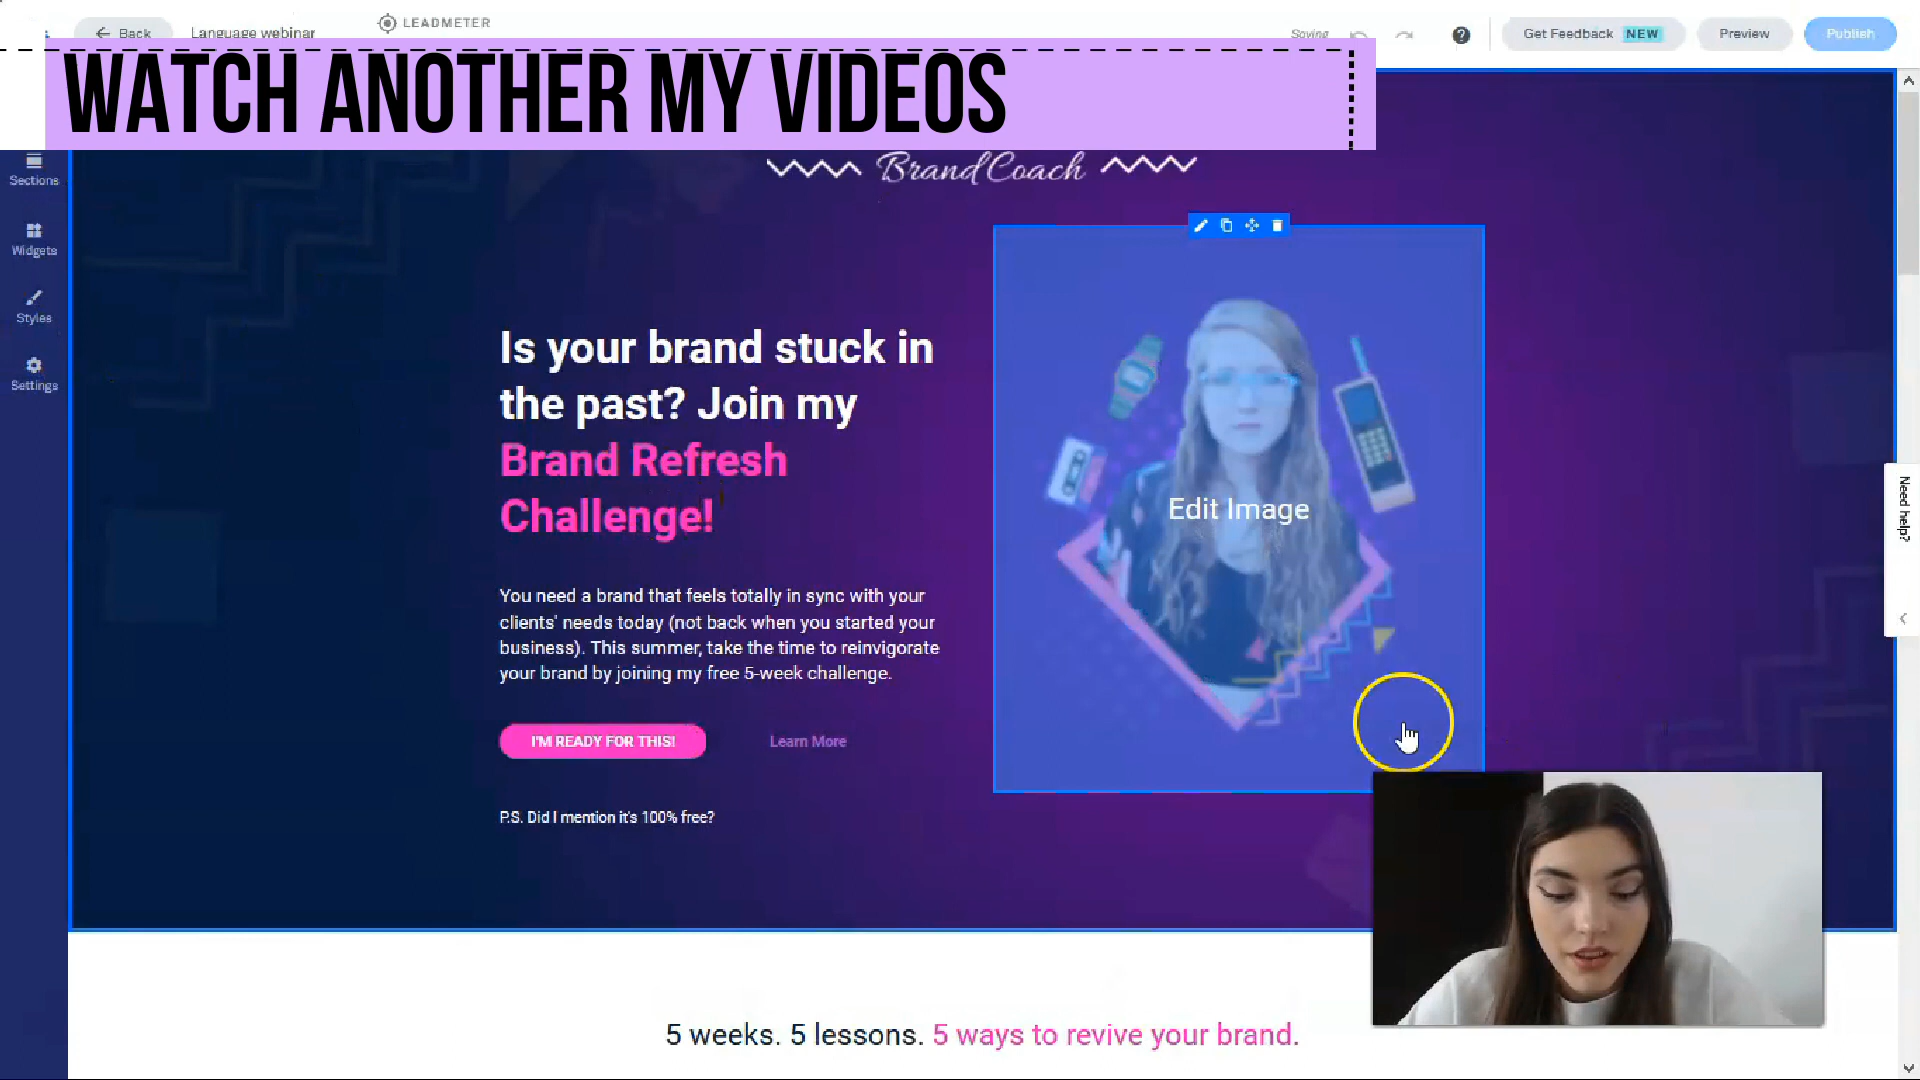 Back
Language webinar
LEADMETER
Saving
Get Feedback NEW
Preview
Publish
WATCH ANOTHER MY VIDEOS
BrandCoach
Sections
Widgets
Styles
Settings
Is your brand stuck in
the past? Join my
Brand Refresh
Challenge!
Edit Image
Need help?
You need a brand that feels totally in sync with your
clients' needs today (not back when you started your
business). This summer, take the time to reinvigorate
your brand by joining my free 5-week challenge.
I'M READY FOR THIS!
Learn More
P.S. Did I mention it's 100% free?
5 weeks. 5 lessons. 5 ways to revive your brand.